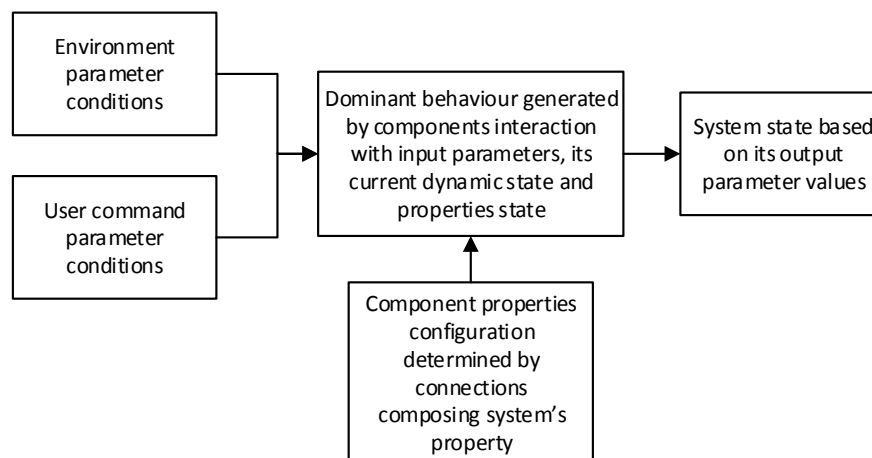 Environment
parameter
conditions
User command
parameter
conditions
Dominant behaviour generated
by components interaction
with input parameters, its
current dynamic state and
properties state
System state based
on its output
parameter values
Component properties
configuration
determined by
connections
composing system’s
property